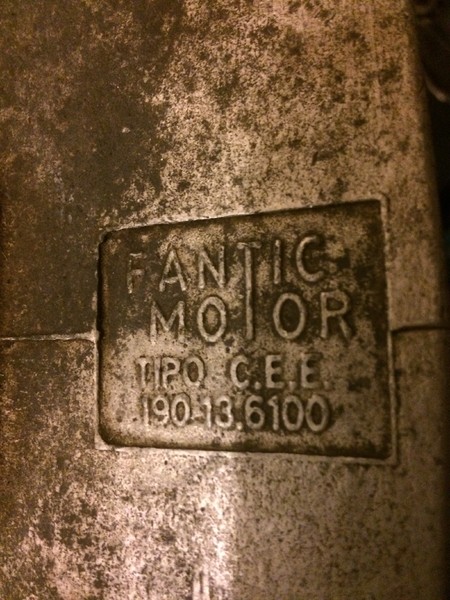 FANTIC
MOTOR
TIPO C.E.E.
190-13.6100